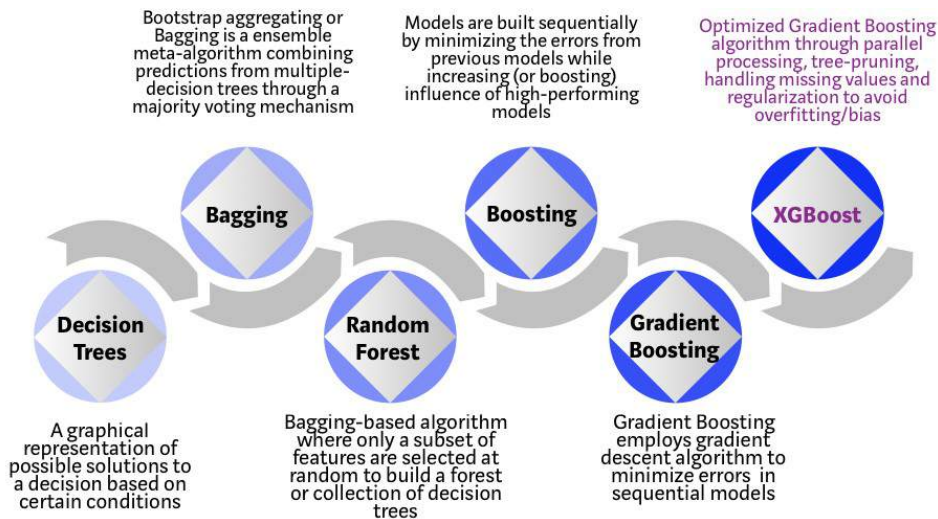 Bootstrap aggregating or
Bagging is a ensemble
meta-algorithm combining
predictions from multiple-
decision trees through a
majority voting mechanism
Models are built sequentially
by minimizing the errors from
previous models while
increasing (or boosting)
influence of high-performing
models
Optimized Gradient Boosting
algorithm through parallel
processing, tree-pruning,
handling missing values and
regularization to avoid
overfitting/bias
Bagging
Boosting
XGBoost
Decision
Trees
Random
Forest
Gradient
Boosting
A graphical
representation of
possible solutions to
a decision based on
certain conditions
Bagging-based algorithm
where only a subset of
features are selected at
random to build a forest
or collection of decision
trees
Gradient Boosting
employs gradient
descent algorithm to
minimize errors in
sequential models